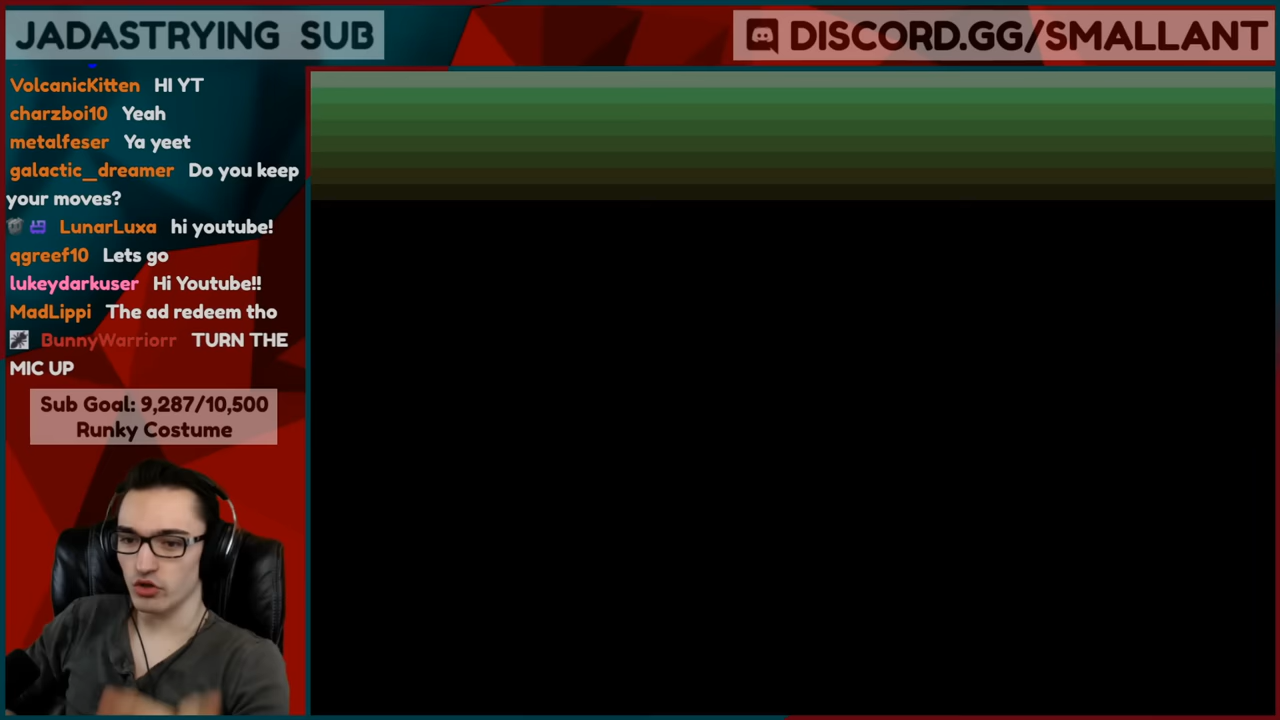 JADASTRYING SUB
DISCORD.GG/SMALLANT
VolcanicKitten HI YT
charzboi10 Yeah
metalfeser Ya yeet
galactic_dreamer Do you keep
your moves?
LunarLuxa hi youtube!
qgreef10 Lets go
lukeydarkuser Hi Youtube!!
MadLippi The ad redeem tho
BunnyWarriorr TURN THE
MIC UP
Sub Goal: 9,287/10,500
Runky Costume